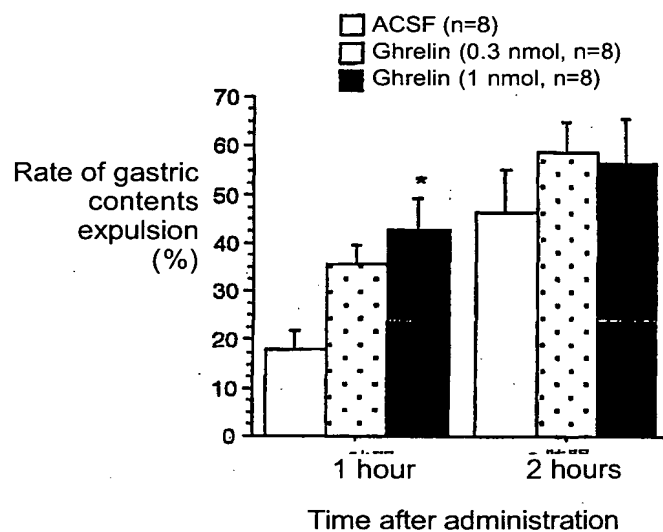 ACSF (n=8)
Ghrelin (0.3 nmol, n=8)
Ghrelin (1 nmol, n=8)
70
60
50
40
30
20
10
0
Rate of gastric
contents
expulsion
(%)
*
1 hour
2 hours
Time after administration